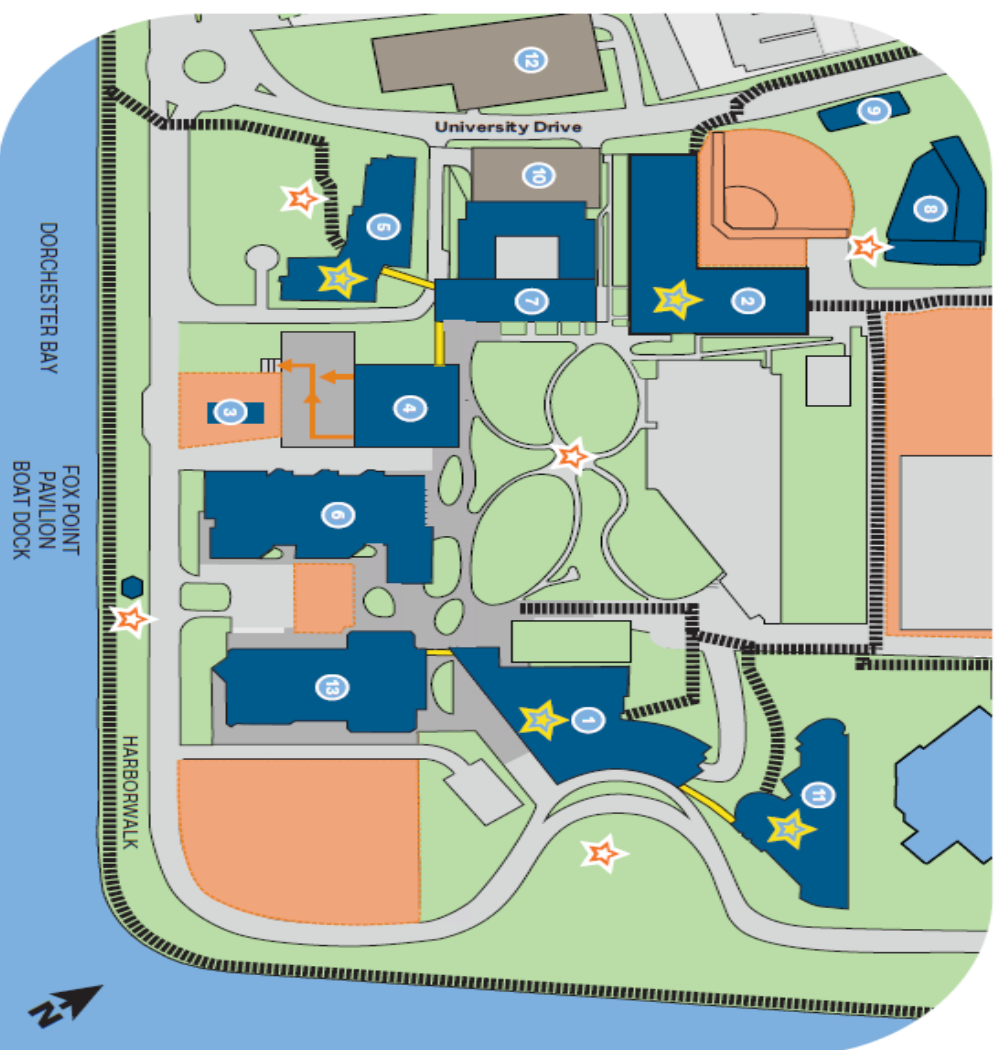 12
9
University Drive
10
8
5
2
7
DORCHESTER BAY
4
3
FOX POINT
PAVILION
BOAT DOCK
6
13
1
HARBORWALK
11
N